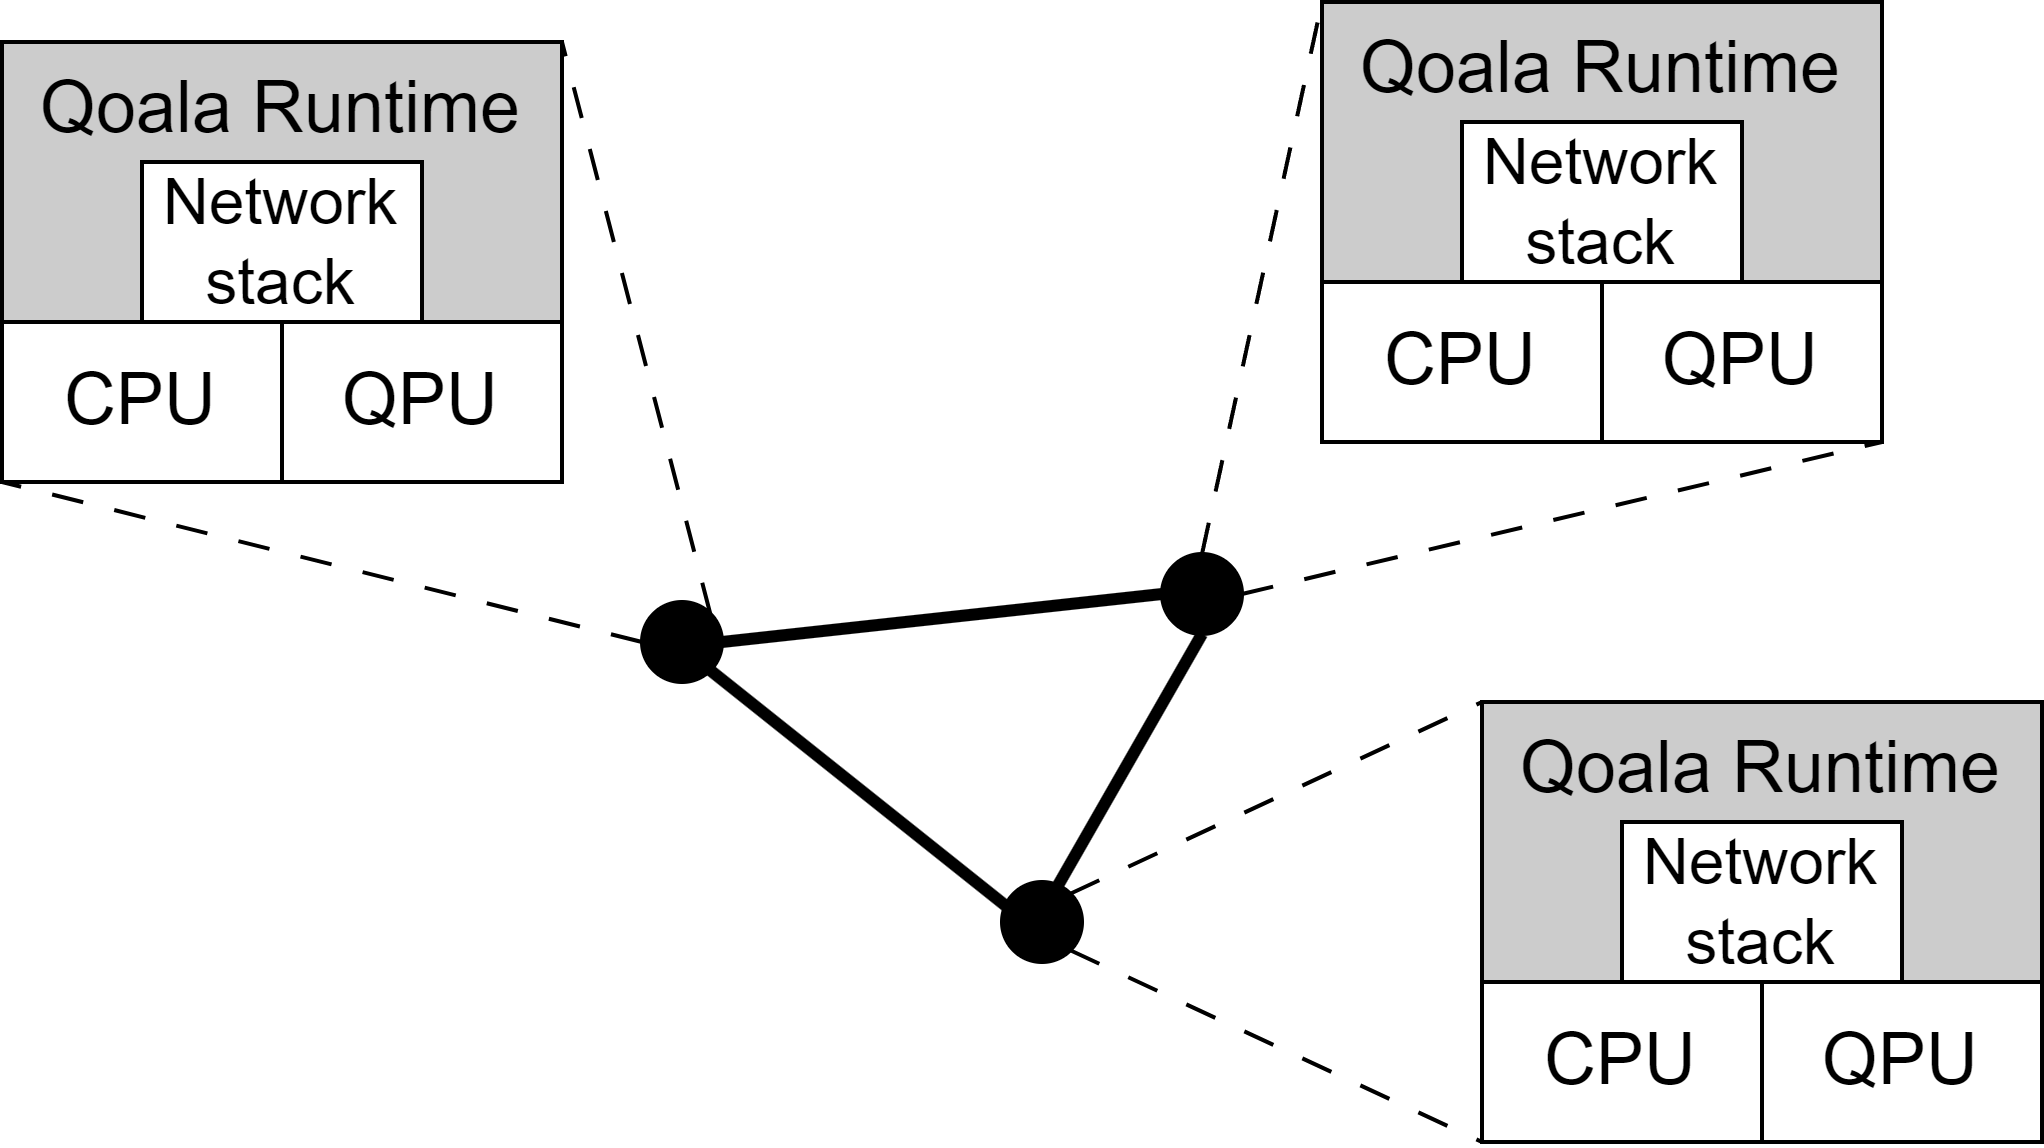 Qoala Runtime
Network
stack
CPU QPU
Qoala Runtime
Network
stack
CPU QPU
Qoala Runtime
Network
stack
CPU QPU